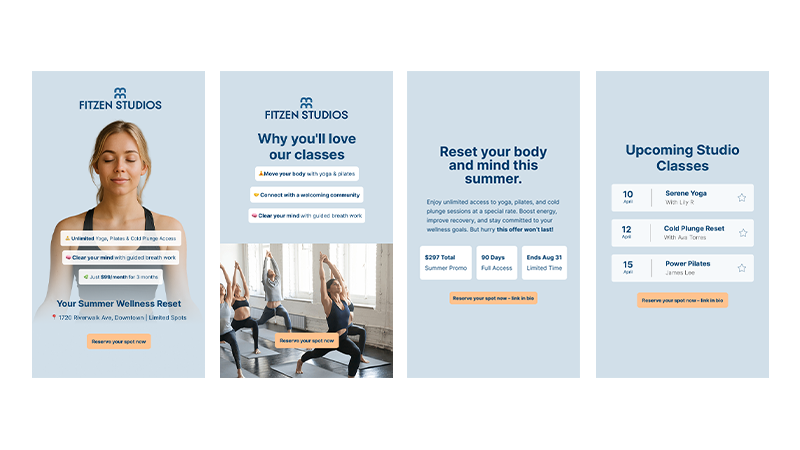 FITZEN STUDIOS
Unlimited Yoga, Pilates & Cold Plunge Access
Clear your mind with guided breath work
Just $99/month for 3 months
Your Summer Wellness Reset
1720 Riverwalk Ave, Downtown | Limited Spots
Reserve your spot now
FITZEN STUDIOS
Why you'll love
our classes
Move your body with yoga & pilates
Connect with a welcoming community
Clear your mind with guided breath work
Reserve your spot now
Reset your body
and mind this
summer.
Enjoy unlimited access to yoga, pilates, and cold
plunge sessions at a special rate. Boost energy,
improve recovery, and stay committed to your
wellness goals. But hurry this offer won't last!
$297 Total
Summer Promo
90 Days
Full Access
Ends Aug 31
Limited Time
Reserve your spot now – link in bio
Upcoming Studio
Classes
10
April
Serene Yoga
With Lily R
12
April
Cold Plunge Reset
With Ava Torres
15
April
Power Pilates
James Lee
Reserve your spot now – link in bio